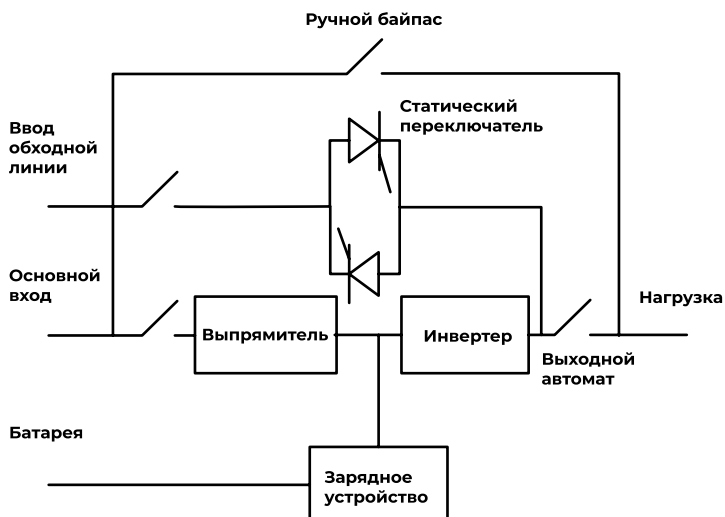 Ручной байпас
Статический
переключатель
Ввод
обходной
линии
Основной
вход
Нагрузка
Выпрямитель
Инвертер
Выходной
автомат
Батарея
Зарядное
устройство